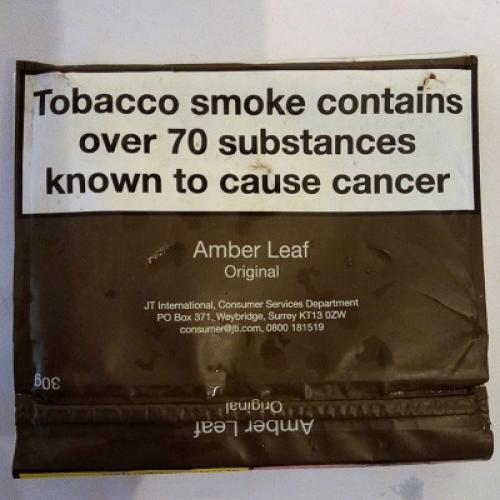 Tobacco smoke contains
over 70 substances
known to cause cancer
Amber Leaf
Original
JT International, Consumer Services Department
PO Box 371, Weybridge, Surrey KT13 0ZW
consumer@jti.com, 0800 181519
30g
Original
Amber Leaf